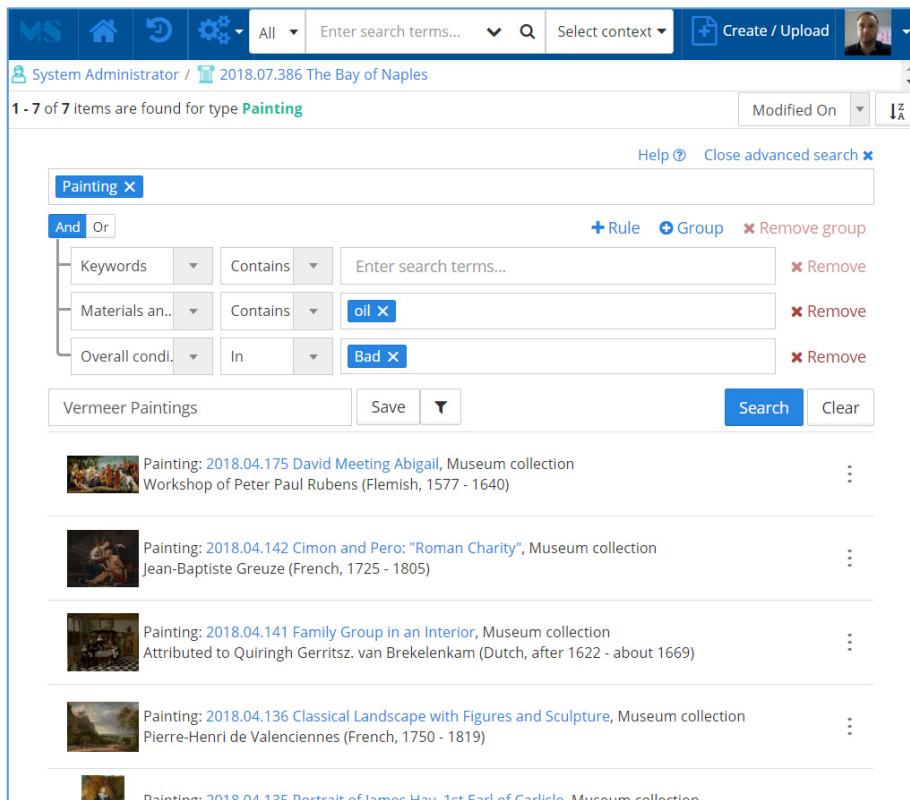 MS All Enter search terms... Select context Create / Upload
System Administrator / 2018.07.386 The Bay of Naples
1 - 7 of 7 items are found for type Painting
Modified On
Help Close advanced search
Painting
And Or
Rule Group Remove group
Keywords Contains Enter search terms... Remove
Materials an.. Contains oil Remove
Overall condi. In Bad Remove
Vermeer Paintings Save Search Clear
Painting: 2018.04.175 David Meeting Abigail, Museum collection
Workshop of Peter Paul Rubens (Flemish, 1577 - 1640)
Painting: 2018.04.142 Cimon and Pero: "Roman Charity", Museum collection
Jean-Baptiste Greuze (French, 1725 - 1805)
Painting: 2018.04.141 Family Group in an Interior, Museum collection
Attributed to Quiringh Gerritsz. van Brekelenkam (Dutch, after 1622 - about 1669)
Painting: 2018.04.136 Classical Landscape with Figures and Sculpture, Museum collection
Pierre-Henri de Valenciennes (French, 1750 - 1819)
Painting: 2018.04.135 Portrait of James Hay, 1st Earl of Carlisle, Museum collection